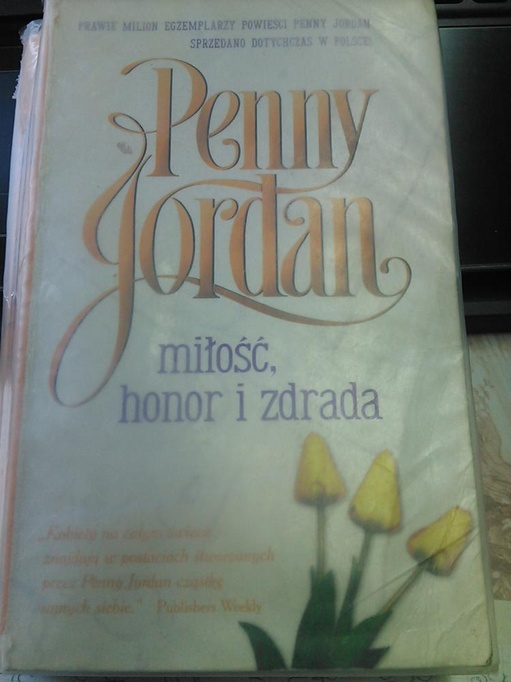 PRAWIE MILION EGZEMPLARZY POWIEŚCI PENNY JORDAN
SPRZEDANO DOTYCHCZAS W POLSCE!
Penny
Jordan
miłość,
honor i zdrada
„Kobiety na całym świecie
znajdują w postaciach stworzonych
przez Penny Jordan cząstkę
samych siebie." Publishers Weekly